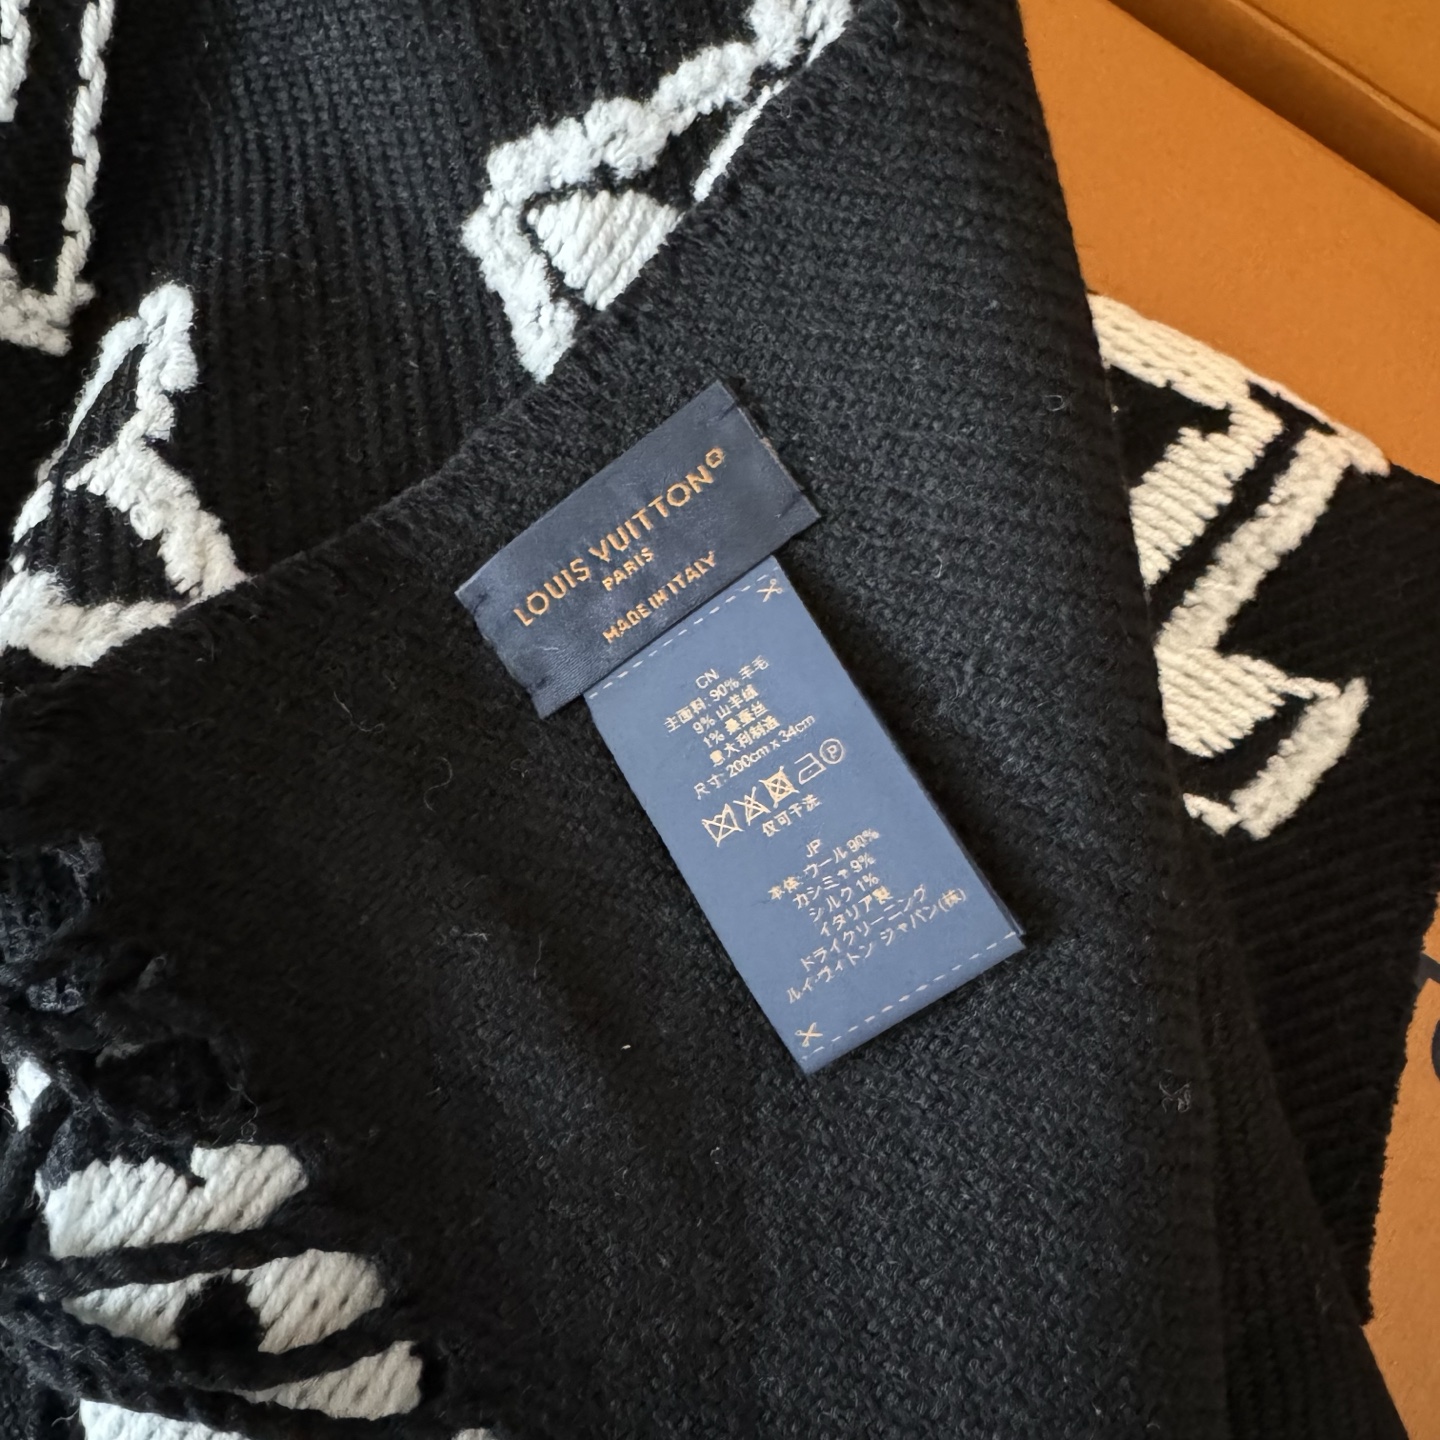 LOUIS VUITTON
PARIS
MADE IN ITALY
CN
主面料: 90% 羊毛
9% 山羊绒
1% 桑蚕丝
意大利制造
尺寸: 200cm x 34cm
P
仅可干洗
JP
本体: ウール 90%
カシミヤ 9%
シルク 1%
イタリア製
ドライクリーニング
ルイ・ヴィトン ジャパン(株)